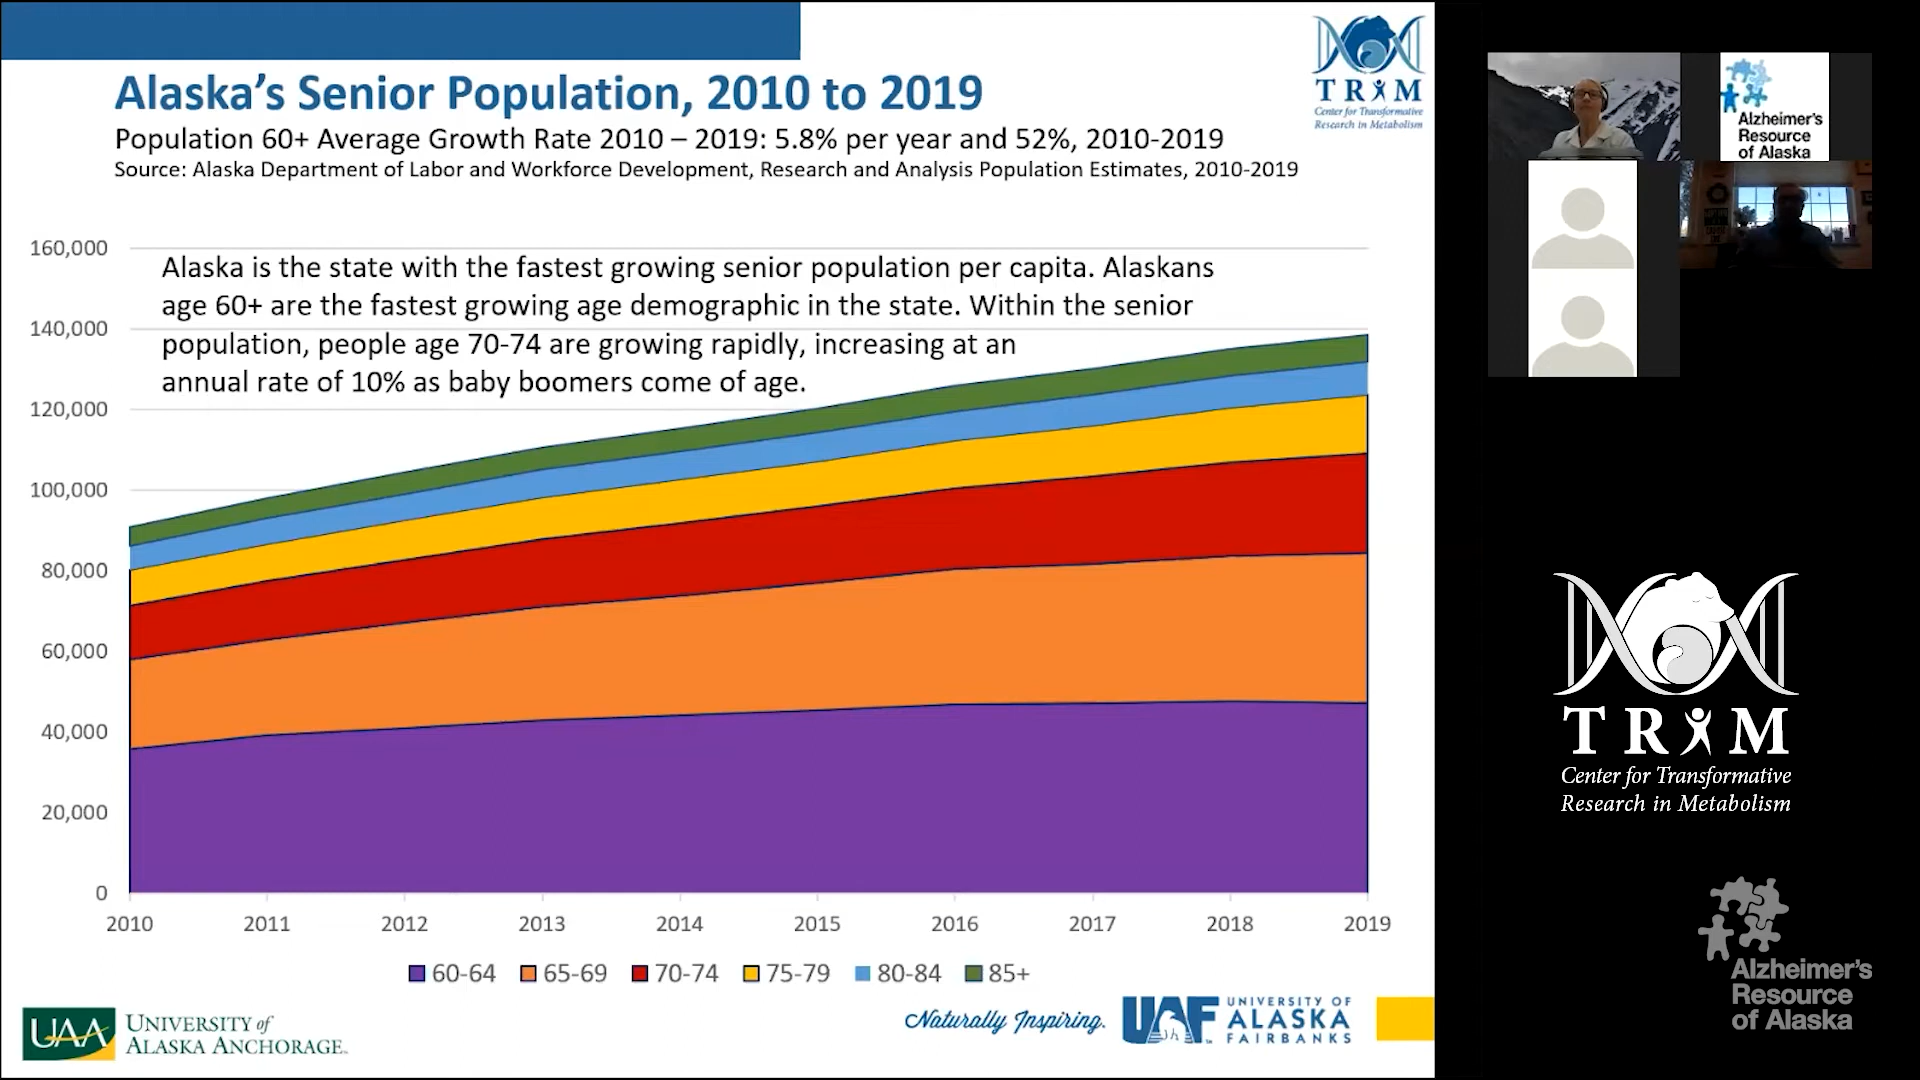 Alaska's Senior Population, 2010 to 2019
Population 60+ Average Growth Rate 2010 – 2019: 5.8% per year and 52%, 2010-2019
Source: Alaska Department of Labor and Workforce Development, Research and Analysis Population Estimates, 2010-2019
TRIM
Center for Transformative
Research in Metabolism
Alaska is the state with the fastest growing senior population per capita. Alaskans
age 60+ are the fastest growing age demographic in the state. Within the senior
population, people age 70-74 are growing rapidly, increasing at an
annual rate of 10% as baby boomers come of age.
160,000
140,000
120,000
100,000
80,000
60,000
40,000
20,000
0
2010 2011 2012 2013 2014 2015 2016 2017 2018 2019
60-64 65-69 70-74 75-79 80-84 85+
UAA
UNIVERSITY of
ALASKA ANCHORAGE
Naturally Inspiring.
UAF
UNIVERSITY OF
ALASKA
FAIRBANKS
Alzheimer's
Resource
of Alaska
TRIM
Center for Transformative
Research in Metabolism
Alzheimer's
Resource
of Alaska